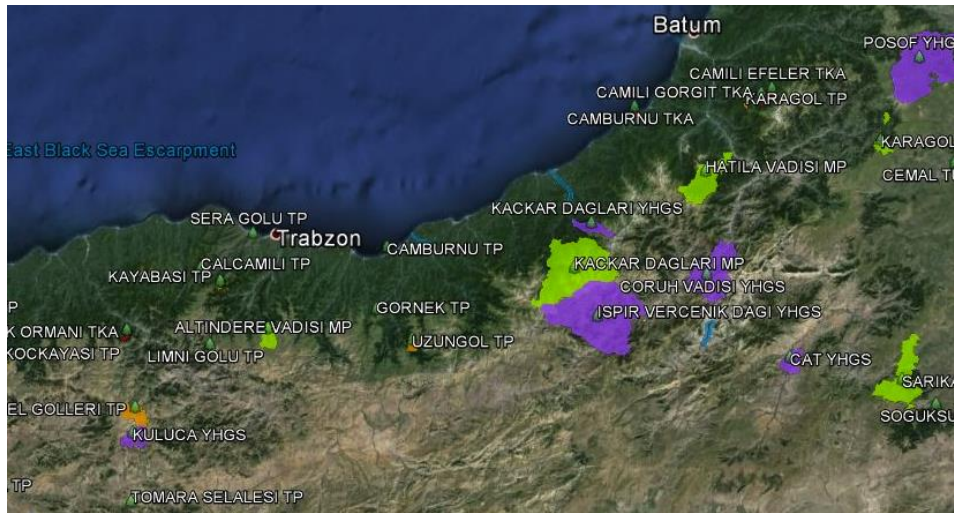 Batum
POSOF YHG
CAMILI EFELER TKA
CAMILI GORGIT TKA
KARAGOL TP
CAMBURNU TKA
East Black Sea Escarpment
KARAGOL
HATILA VADISI MP
CEMAL TU
KACKAR DAGLARI YHGS
SERA GOLU TP
Trabzon
CAMBURNU TP
CALCAMILI TP
KAYABASI TP
KACKAR DAGLARI MP
CORUH VADISI YHGS
GORNEK TP
ISPIR VERCENIK DAGI YHGS
P
K ORMANI TKA
ALTINDERE VADISI MP
UZUNGOL TP
KOCKAYASI TP
LIMNI GOLU TP
CAT YHGS
SARIKA
EL GOLLERI TP
SOGUKSU
KULUCA YHGS
TP
TOMARA SELALESI TP